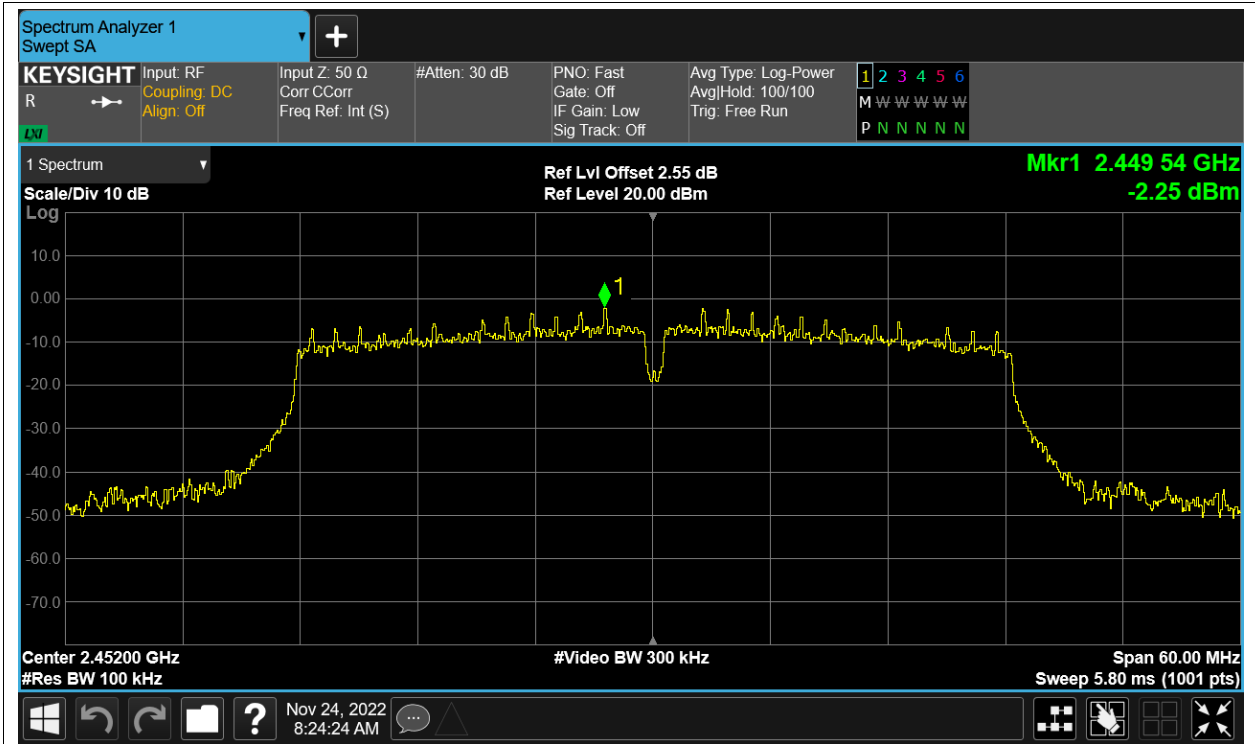 Spectrum Analyzer 1
Swept SA
+
KEYSIGHT
R
LXI
Input: RF
Coupling: DC
Align: Off
Input Z: 50 Ω
Corr CCorr
Freq Ref: Int (S)
#Atten: 30 dB
PNO: Fast
Gate: Off
IF Gain: Low
Sig Track: Off
Avg Type: Log-Power
Avg|Hold: 100/100
Trig: Free Run
1 2 3 4 5 6
M W W W W W
P N N N N N
1 Spectrum
Scale/Div 10 dB
Log
Ref Lvl Offset 2.55 dB
Ref Level 20.00 dBm
Mkr1 2.449 54 GHz
-2.25 dBm
10.0
0.00
-10.0
-20.0
-30.0
-40.0
-50.0
-60.0
-70.0
1
Center 2.45200 GHz
#Res BW 100 kHz
#Video BW 300 kHz
Span 60.00 MHz
Sweep 5.80 ms (1001 pts)
?
Nov 24, 2022
8:24:24 AM